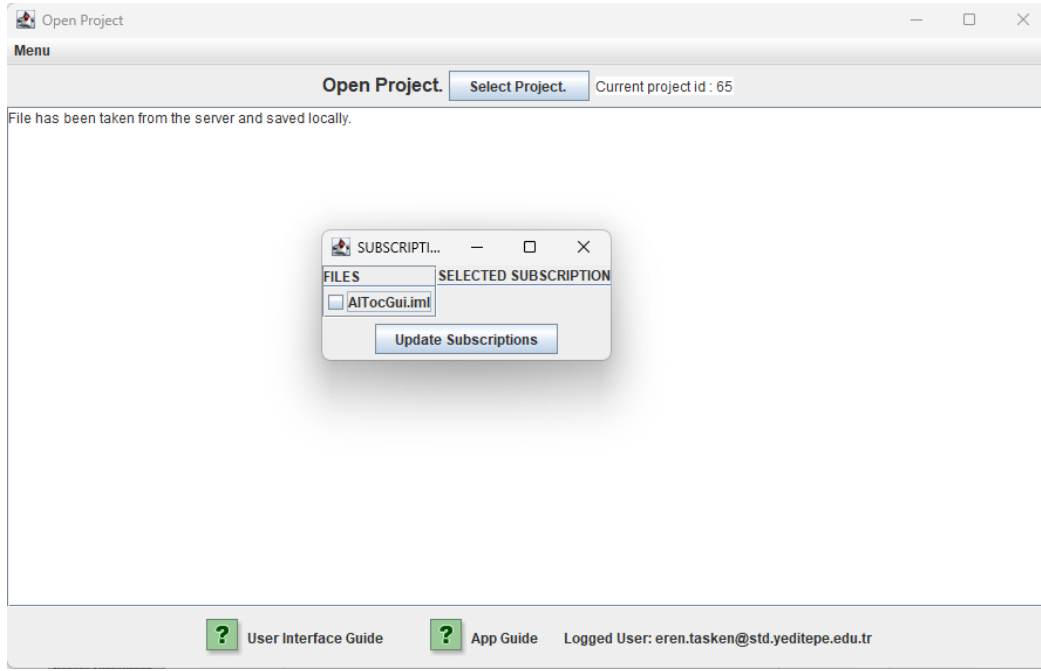 Open Project
Menu
Open Project. Select Project. Current project id : 65
File has been taken from the server and saved locally.
SUBSCRIPTI...
FILES SELECTED SUBSCRIPTION
AITocGui.iml
Update Subscriptions
User Interface Guide App Guide Logged User: eren.tasken@std.yeditepe.edu.tr